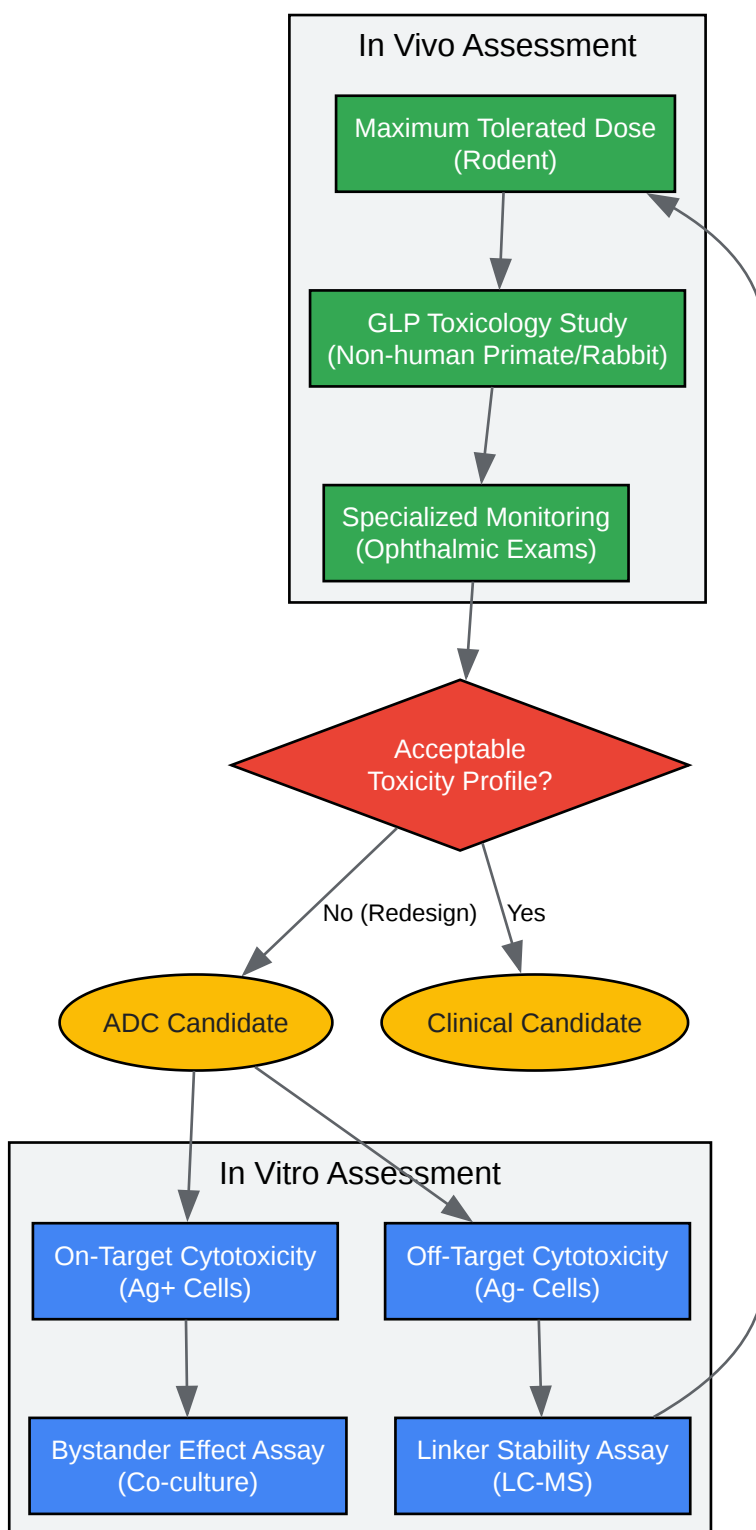 In Vivo Assessment
Maximum Tolerated Dose
(Rodent)
GLP Toxicology Study
(Non-human Primate/Rabbit)
Specialized Monitoring
(Ophthalmic Exams)
Acceptable
Toxicity Profile?
No (Redesign)
Yes
ADC Candidate
Clinical Candidate
In Vitro Assessment
On-Target Cytotoxicity
(Ag+ Cells)
Off-Target Cytotoxicity
(Ag- Cells)
Bystander Effect Assay
(Co-culture)
Linker Stability Assay
(LC-MS)